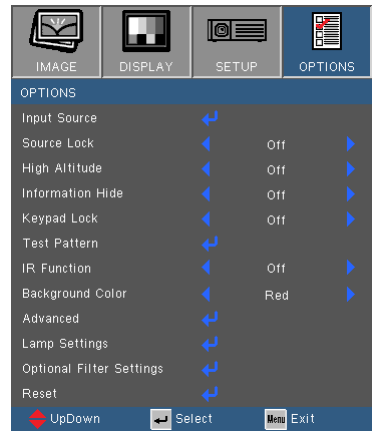 IMAGE DISPLAY SETUP OPTIONS
OPTIONS
Input Source
Source Lock Off
High Altitude Off
Information Hide Off
Keypad Lock Off
Test Pattern
IR Function Off
Background Color Red
Advanced
Lamp Settings
Optional Filter Settings
Reset
UpDown Select Menu Exit